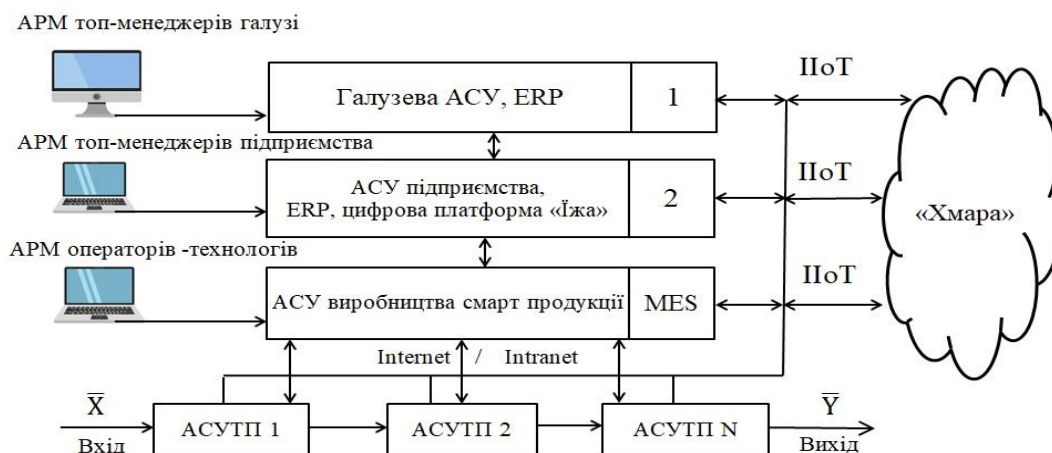 АРМ топ-менеджерів галузі
Галузева АСУ, ERP
1
IIoT
АРМ топ-менеджерів підприємства
АСУ підприємства,
ERP, цифрова платформа «Їжа»
2
IIoT
«Хмара»
АРМ операторів -технологів
АСУ виробництва смарт продукції
MES
IIoT
Internet / Intranet
X̅
Вхід
АСУТП 1
АСУТП 2
АСУТП N
Y̅
Вихід